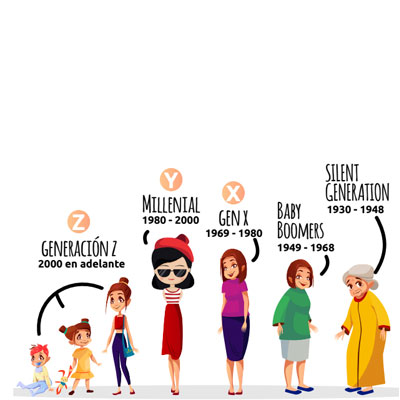 Z
GENERACIÓN Z
2000 en adelante
Y
MILLENIAL
1980 - 2000
X
GEN X
1969 - 1980
BABY
BOOMERS
1949 - 1968
SILENT
GENERATION
1930 - 1948